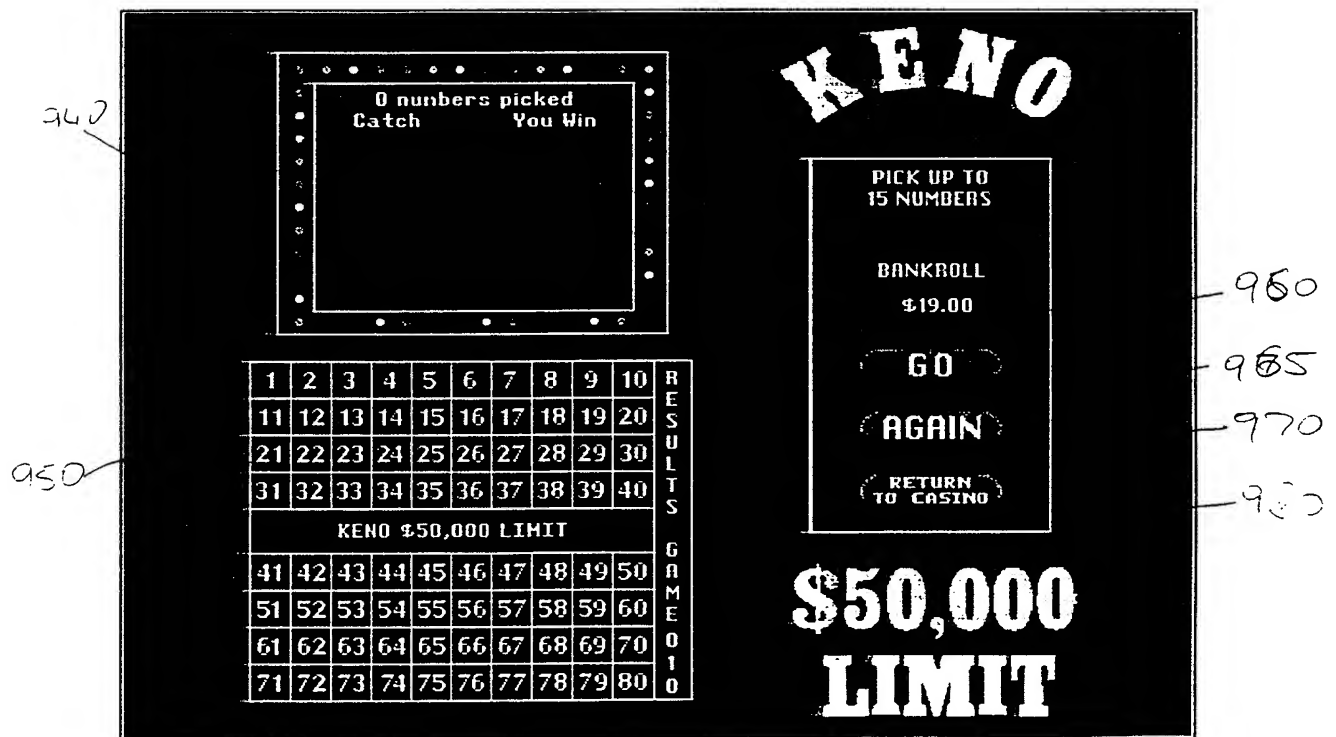 KENO
0 numbers picked
Catch You Win
PICK UP TO
15 NUMBERS
BANKROLL
$19.00
GO
AGAIN
RETURN
TO CASINO
1 2 3 4 5 6 7 8 9 10
11 12 13 14 15 16 17 18 19 20
21 22 23 24 25 26 27 28 29 30
31 32 33 34 35 36 37 38 39 40
KENO $50,000 LIMIT
41 42 43 44 45 46 47 48 49 50
51 52 53 54 55 56 57 58 59 60
61 62 63 64 65 66 67 68 69 70
71 72 73 74 75 76 77 78 79 80
RESULTS GAME 010
$50,000
LIMIT
940
950
960
965
970